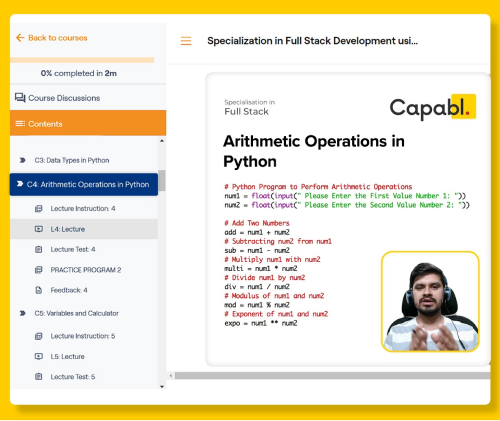 Back to courses
0% completed in 2m
Course Discussions
Contents
C3: Data Types in Python
C4: Arithmetic Operations in Python
Lecture Instruction: 4
L4: Lecture
Lecture Test: 4
PRACTICE PROGRAM 2
Feedback: 4
C5: Variables and Calculator
Lecture Instruction: 5
L5: Lecture
Lecture Test: 5
Specialization in Full Stack Development usi...
Specialisation in
Full Stack
Capabl.
Arithmetic Operations in
Python
# Python Program to Perform Arithmetic Operations
num1 = float(input(" Please Enter the First Value Number 1: "))
num2 = float(input(" Please Enter the Second Value Number 2: "))
# Add Two Numbers
add = num1 + num2
# Subtracting num2 from num1
sub = num1 - num2
# Multiply num1 with num2
multi = num1 * num2
# Divide num1 by num2
div = num1 / num2
# Modulus of num1 and num2
mod = num1 % num2
# Exponent of num1 and num2
expo = num1 ** num2